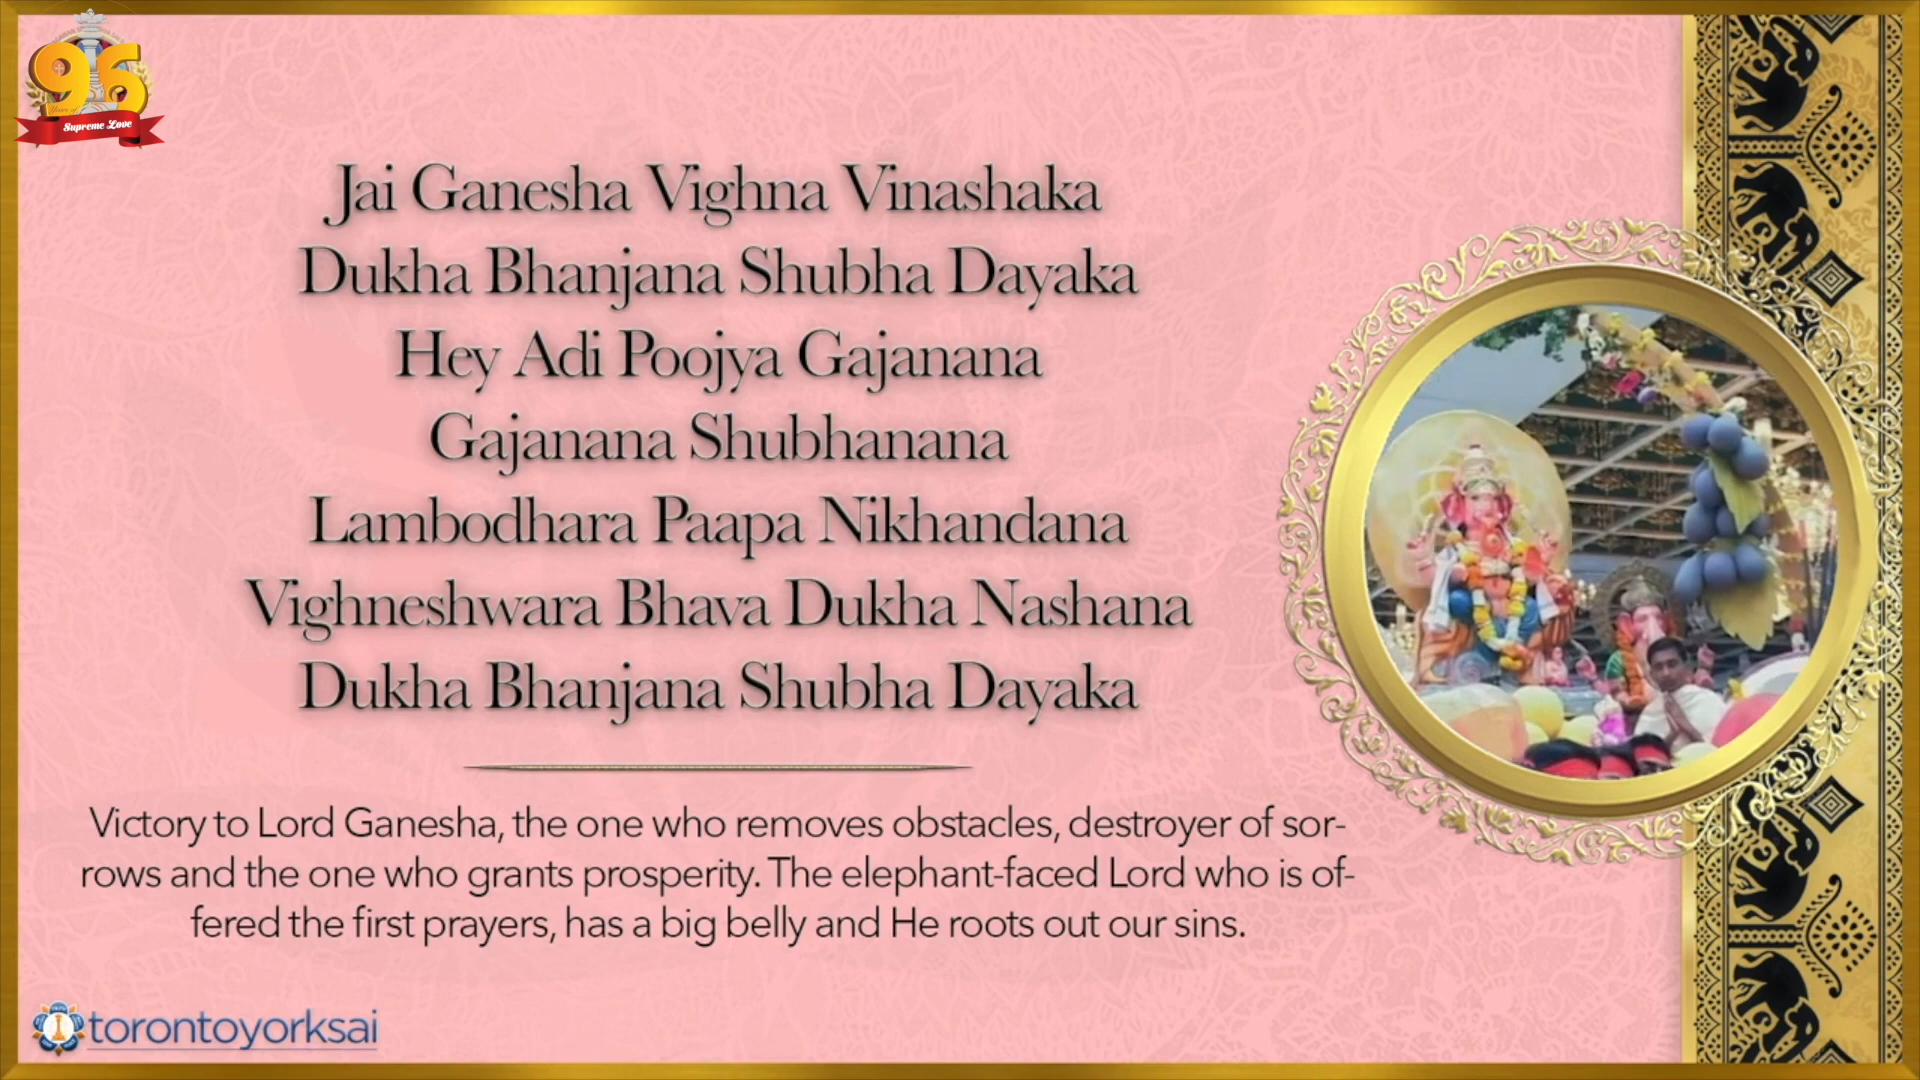 96
Years of
Supreme Love
Jai Ganesha Vighna Vinashaka
Dukha Bhanjana Shubha Dayaka
Hey Adi Poojya Gajanana
Gajanana Shubhanana
Lambodhara Paapa Nikhandana
Vighneshwara Bhava Dukha Nashana
Dukha Bhanjana Shubha Dayaka
Victory to Lord Ganesha, the one who removes obstacles, destroyer of sor-
rows and the one who grants prosperity. The elephant-faced Lord who is of-
fered the first prayers, has a big belly and He roots out our sins.
torontoyorksai